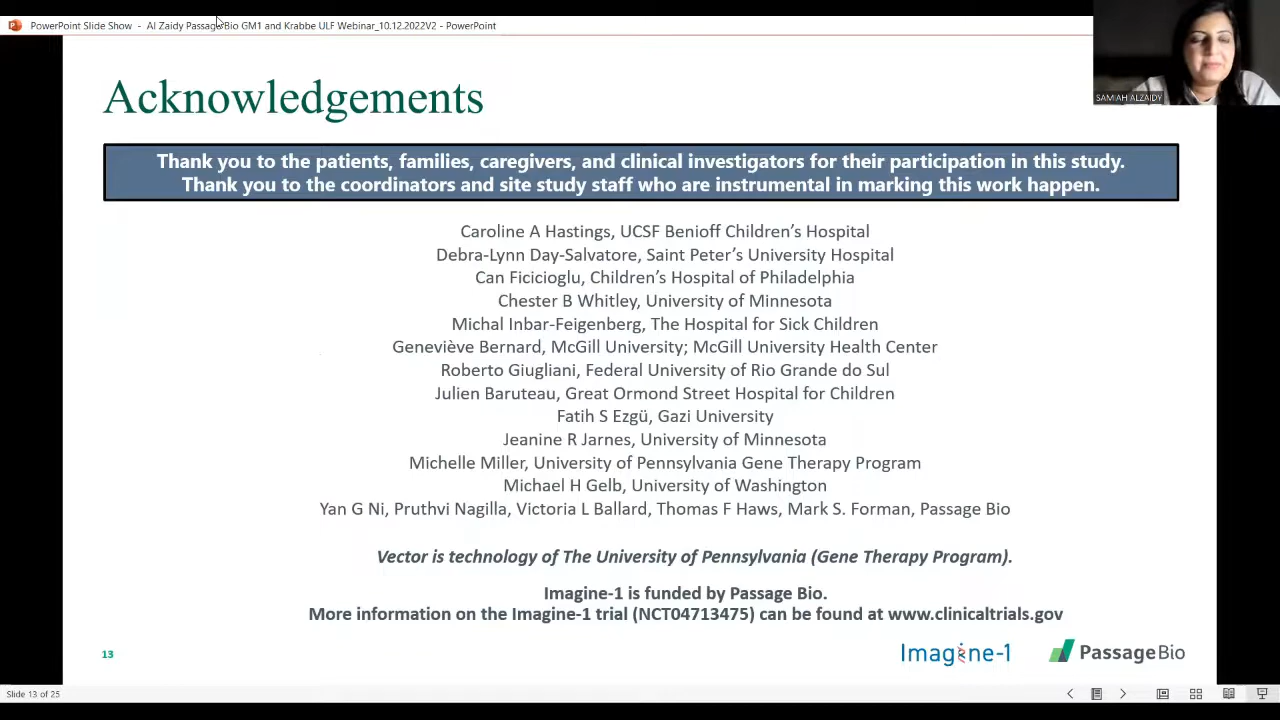 PowerPoint Slide Show - Al Zaidy Passage Bio GM1 and Krabbe ULF Webinar_10.12.2022V2 - PowerPoint
SAMIAH ALZAIDY
Acknowledgements
Thank you to the patients, families, caregivers, and clinical investigators for their participation in this study.
Thank you to the coordinators and site study staff who are instrumental in marking this work happen.
Caroline A Hastings, UCSF Benioff Children’s Hospital
Debra-Lynn Day-Salvatore, Saint Peter’s University Hospital
Can Ficicioglu, Children’s Hospital of Philadelphia
Chester B Whitley, University of Minnesota
Michal Inbar-Feigenberg, The Hospital for Sick Children
Geneviève Bernard, McGill University; McGill University Health Center
Roberto Giugliani, Federal University of Rio Grande do Sul
Julien Baruteau, Great Ormond Street Hospital for Children
Fatih S Ezgü, Gazi University
Jeanine R Jarnes, University of Minnesota
Michelle Miller, University of Pennsylvania Gene Therapy Program
Michael H Gelb, University of Washington
Yan G Ni, Pruthvi Nagilla, Victoria L Ballard, Thomas F Haws, Mark S. Forman, Passage Bio
Vector is technology of The University of Pennsylvania (Gene Therapy Program).
Imagine-1 is funded by Passage Bio.
More information on the Imagine-1 trial (NCT04713475) can be found at www.clinicaltrials.gov
13
Imagine-1
PassageBio
Slide 13 of 25